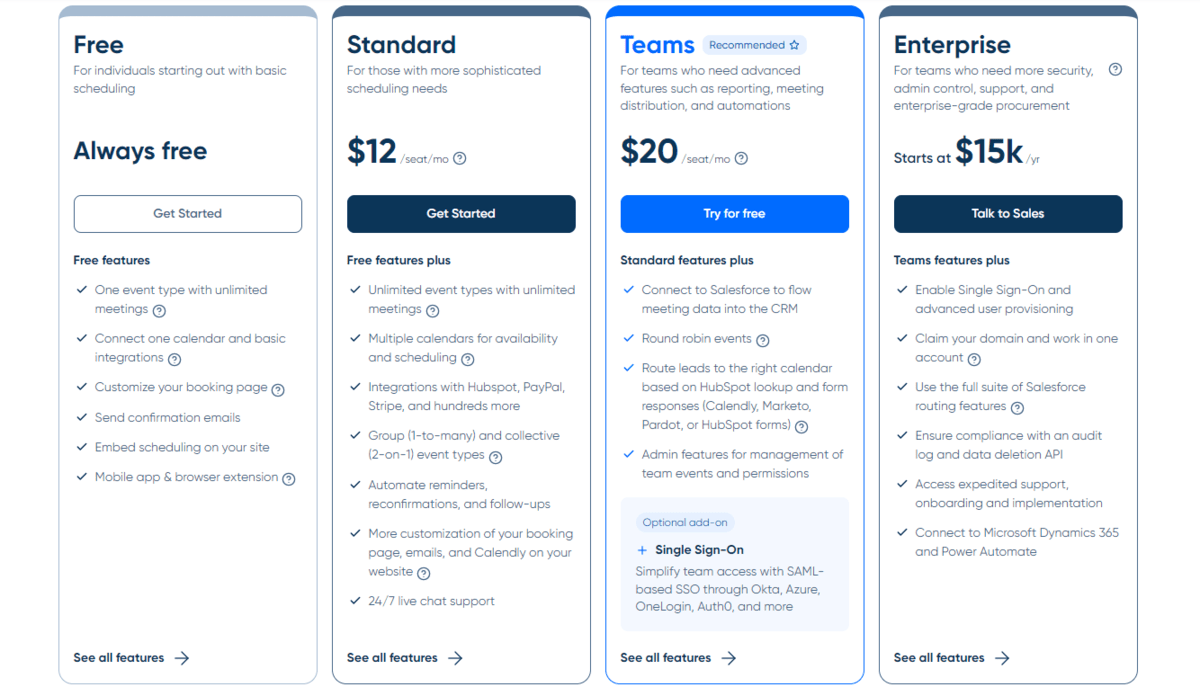 Free
For individuals starting out with basic
scheduling
Always free
Get Started
Free features
One event type with unlimited
meetings
Connect one calendar and basic
integrations
Customize your booking page
Send confirmation emails
Embed scheduling on your site
Mobile app & browser extension
See all features
Standard
For those with more sophisticated
scheduling needs
$12 /seat/mo
Get Started
Free features plus
Unlimited event types with unlimited
meetings
Multiple calendars for availability
and scheduling
Integrations with Hubspot, PayPal,
Stripe, and hundreds more
Group (1-to-many) and collective
(2-on-1) event types
Automate reminders,
reconfirmations, and follow-ups
More customization of your booking
page, emails, and Calendly on your
website
24/7 live chat support
See all features
Teams Recommended
For teams who need advanced
features such as reporting, meeting
distribution, and automations
$20 /seat/mo
Try for free
Standard features plus
Connect to Salesforce to flow
meeting data into the CRM
Round robin events
Route leads to the right calendar
based on HubSpot lookup and form
responses (Calendly, Marketo,
Pardot, or HubSpot forms)
Admin features for management of
team events and permissions
Optional add-on
+ Single Sign-On
Simplify team access with SAML-
based SSO through Okta, Azure,
OneLogin, Auth0, and more
See all features
Enterprise
For teams who need more security,
admin control, support, and
enterprise-grade procurement
Starts at $15k /yr
Talk to Sales
Teams features plus
Enable Single Sign-On and
advanced user provisioning
Claim your domain and work in one
account
Use the full suite of Salesforce
routing features
Ensure compliance with an audit
log and data deletion API
Access expedited support,
onboarding and implementation
Connect to Microsoft Dynamics 365
and Power Automate
See all features